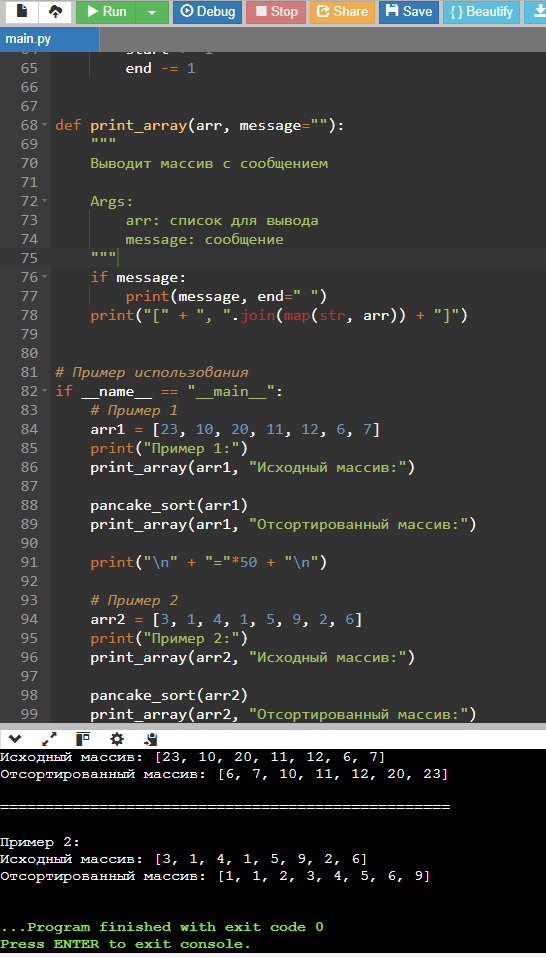 Run Debug Stop Share Save { } Beautify
main.py
65 end -= 1
66
67
68 def print_array(arr, message=""):
69 """
70 Выводит массив с сообщением
71
72 Args:
73 arr: список для вывода
74 message: сообщение
75 """
76 if message:
77 print(message, end=" ")
78 print("[" + ", ".join(map(str, arr)) + "]")
79
80
81 # Пример использования
82 if __name__ == "__main__":
83 # Пример 1
84 arr1 = [23, 10, 20, 11, 12, 6, 7]
85 print("Пример 1:")
86 print_array(arr1, "Исходный массив:")
87
88 pancake_sort(arr1)
89 print_array(arr1, "Отсортированный массив:")
90
91 print("\n" + "="*50 + "\n")
92
93 # Пример 2
94 arr2 = [3, 1, 4, 1, 5, 9, 2, 6]
95 print("Пример 2:")
96 print_array(arr2, "Исходный массив:")
97
98 pancake_sort(arr2)
99 print_array(arr2, "Отсортированный массив:")
Исходный массив: [23, 10, 20, 11, 12, 6, 7]
Отсортированный массив: [6, 7, 10, 11, 12, 20, 23]
==================================================
Пример 2:
Исходный массив: [3, 1, 4, 1, 5, 9, 2, 6]
Отсортированный массив: [1, 1, 2, 3, 4, 5, 6, 9]
...Program finished with exit code 0
Press ENTER to exit console.